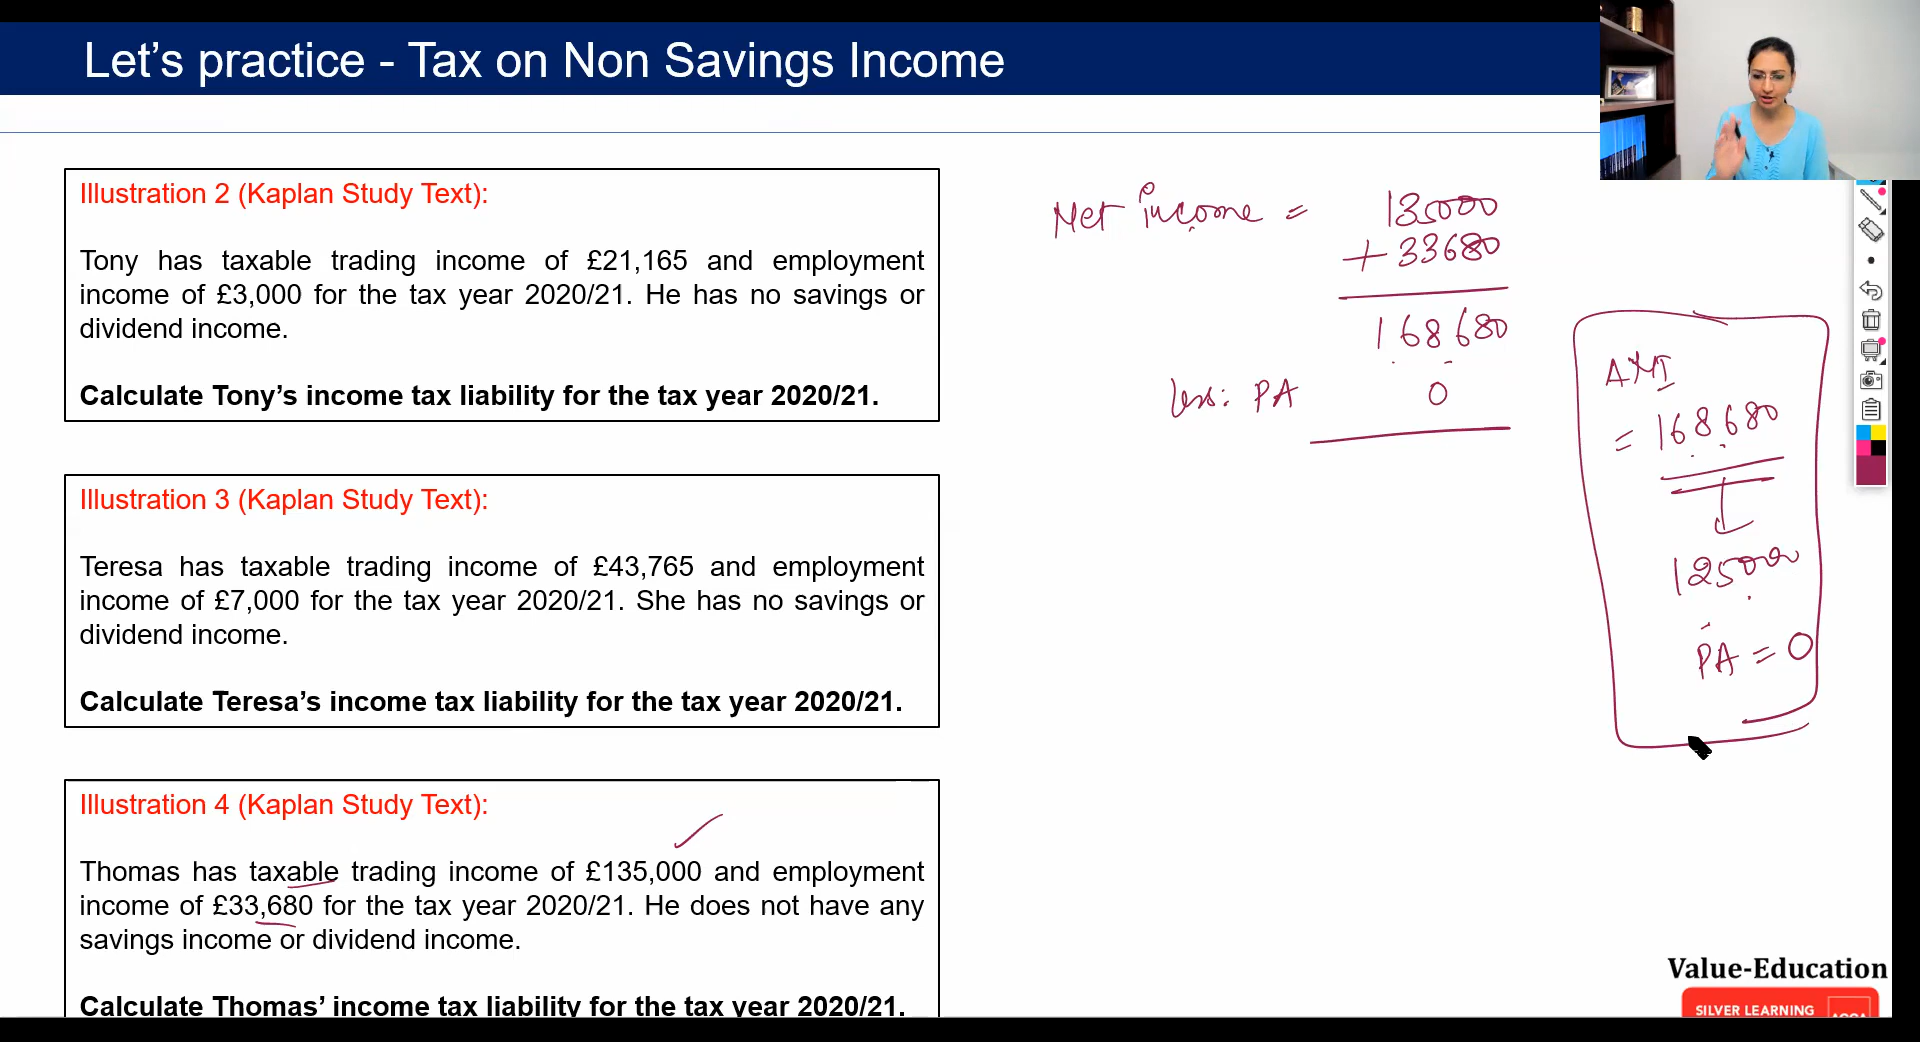 Let’s practice - Tax on Non Savings Income
Illustration 2 (Kaplan Study Text):
Tony has taxable trading income of £21,165 and employment
income of £3,000 for the tax year 2020/21. He has no savings or
dividend income.
Calculate Tony’s income tax liability for the tax year 2020/21.
Illustration 3 (Kaplan Study Text):
Teresa has taxable trading income of £43,765 and employment
income of £7,000 for the tax year 2020/21. She has no savings or
dividend income.
Calculate Teresa’s income tax liability for the tax year 2020/21.
Illustration 4 (Kaplan Study Text):
Thomas has taxable trading income of £135,000 and employment
income of £33,680 for the tax year 2020/21. He does not have any
savings income or dividend income.
Calculate Thomas’ income tax liability for the tax year 2020/21.
Net income = 135000
+ 33680
168680
Less: PA 0
= 168680
125000
PA = 0
Value-Education
SILVER LEARNING
ACCA